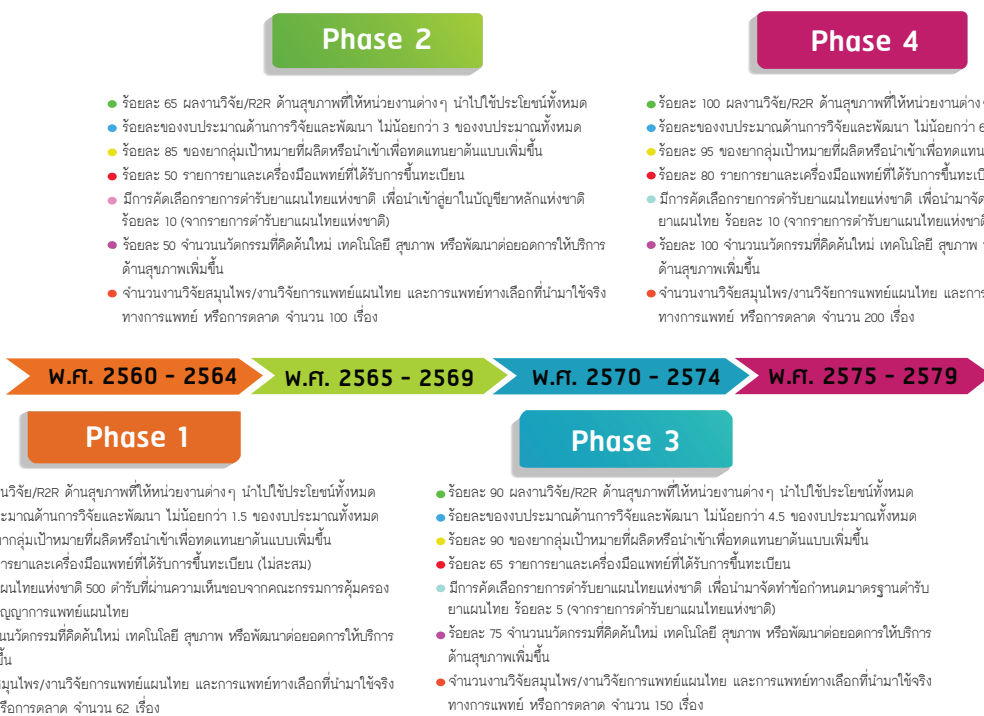 Phase 2
ร้อยละ 65 ผลงานวิจัย/R2R ด้านสุขภาพที่ให้หน่วยงานต่างๆ นำไปใช้ประโยชน์ทั้งหมด
ร้อยละของงบประมาณด้านการวิจัยและพัฒนา ไม่น้อยกว่า 3 ของงบประมาณทั้งหมด
ร้อยละ 85 ของยากลุ่มเป้าหมายที่ผลิตหรือนำเข้าเพื่อทดแทนยาต้นแบบเพิ่มขึ้น
ร้อยละ 50 รายการยาและเครื่องมือแพทย์ที่ได้รับการขึ้นทะเบียน
มีการคัดเลือกรายการตำรับยาแผนไทยแห่งชาติ เพื่อนำเข้าสู่ยาในบัญชียาหลักแห่งชาติ
ร้อยละ 10 (จากรายการตำรับยาแผนไทยแห่งชาติ)
ร้อยละ 50 จำนวนนวัตกรรมที่คิดค้นใหม่ เทคโนโลยี สุขภาพ หรือพัฒนาต่อยอดการให้บริการ
ด้านสุขภาพเพิ่มขึ้น
จำนวนงานวิจัยสมุนไพร/งานวิจัยการแพทย์แผนไทย และการแพทย์ทางเลือกที่นำมาใช้จริง
ทางการแพทย์ หรือการตลาด จำนวน 100 เรื่อง
Phase 4
ร้อยละ 100 ผลงานวิจัย/R2R ด้านสุขภาพที่ให้หน่วยงานต่าง
ร้อยละของงบประมาณด้านการวิจัยและพัฒนา ไม่น้อยกว่า 6
ร้อยละ 95 ของยากลุ่มเป้าหมายที่ผลิตหรือนำเข้าเพื่อทดแทน
ร้อยละ 80 รายการยาและเครื่องมือแพทย์ที่ได้รับการขึ้นทะเบี
มีการคัดเลือกรายการตำรับยาแผนไทยแห่งชาติ เพื่อนำมาจัด
ยาแผนไทย ร้อยละ 10 (จากรายการตำรับยาแผนไทยแห่งชาติ
ร้อยละ 100 จำนวนนวัตกรรมที่คิดค้นใหม่ เทคโนโลยี สุขภาพ
ด้านสุขภาพเพิ่มขึ้น
จำนวนงานวิจัยสมุนไพร/งานวิจัยการแพทย์แผนไทย และการ
ทางการแพทย์ หรือการตลาด จำนวน 200 เรื่อง
พ.ศ. 2560 - 2564
พ.ศ. 2565 - 2569
พ.ศ. 2570 - 2574
พ.ศ. 2575 - 2579
Phase 1
นวิจัย/R2R ด้านสุขภาพที่ให้หน่วยงานต่างๆ นำไปใช้ประโยชน์ทั้งหมด
ะมาณด้านการวิจัยและพัฒนา ไม่น้อยกว่า 1.5 ของงบประมาณทั้งหมด
ากลุ่มเป้าหมายที่ผลิตหรือนำเข้าเพื่อทดแทนยาต้นแบบเพิ่มขึ้น
ารยาและเครื่องมือแพทย์ที่ได้รับการขึ้นทะเบียน (ไม่สะสม)
ผนไทยแห่งชาติ 500 ตำรับที่ผ่านความเห็นชอบจากคณะกรรมการคุ้มครอง
ญญาการแพทย์แผนไทย
นนวัตกรรมที่คิดค้นใหม่ เทคโนโลยี สุขภาพ หรือพัฒนาต่อยอดการให้บริการ
ขึ้น
สมุนไพร/งานวิจัยการแพทย์แผนไทย และการแพทย์ทางเลือกที่นำมาใช้จริง
รือการตลาด จำนวน 62 เรื่อง
Phase 3
ร้อยละ 90 ผลงานวิจัย/R2R ด้านสุขภาพที่ให้หน่วยงานต่างๆ นำไปใช้ประโยชน์ทั้งหมด
ร้อยละของงบประมาณด้านการวิจัยและพัฒนา ไม่น้อยกว่า 4.5 ของงบประมาณทั้งหมด
ร้อยละ 90 ของยากลุ่มเป้าหมายที่ผลิตหรือนำเข้าเพื่อทดแทนยาต้นแบบเพิ่มขึ้น
ร้อยละ 65 รายการยาและเครื่องมือแพทย์ที่ได้รับการขึ้นทะเบียน
มีการคัดเลือกรายการตำรับยาแผนไทยแห่งชาติ เพื่อนำมาจัดทำข้อกำหนดมาตรฐานตำรับ
ยาแผนไทย ร้อยละ 5 (จากรายการตำรับยาแผนไทยแห่งชาติ)
ร้อยละ 75 จำนวนนวัตกรรมที่คิดค้นใหม่ เทคโนโลยี สุขภาพ หรือพัฒนาต่อยอดการให้บริการ
ด้านสุขภาพเพิ่มขึ้น
จำนวนงานวิจัยสมุนไพร/งานวิจัยการแพทย์แผนไทย และการแพทย์ทางเลือกที่นำมาใช้จริง
ทางการแพทย์ หรือการตลาด จำนวน 150 เรื่อง